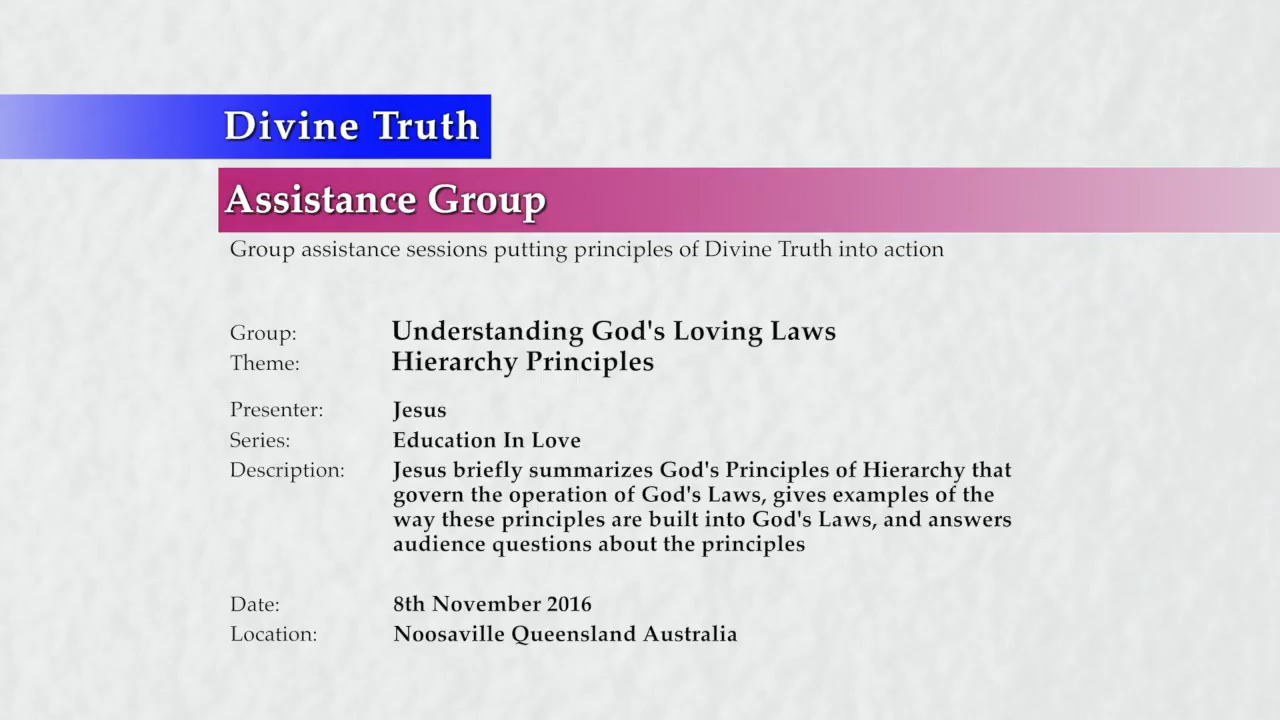 Divine Truth
Assistance Group
Group assistance sessions putting principles of Divine Truth into action
Group: Understanding God's Loving Laws
Theme: Hierarchy Principles
Presenter: Jesus
Series: Education In Love
Description: Jesus briefly summarizes God's Principles of Hierarchy that
govern the operation of God's Laws, gives examples of the
way these principles are built into God's Laws, and answers
audience questions about the principles
Date: 8th November 2016
Location: Noosaville Queensland Australia